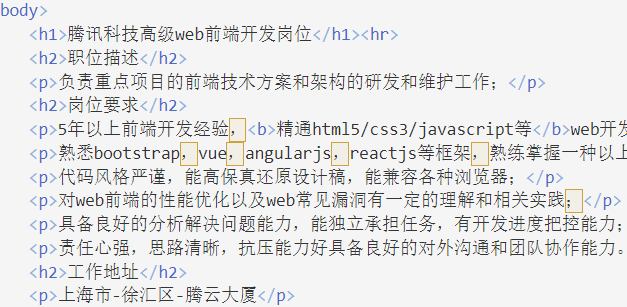 body>
<h1>腾讯科技高级web前端开发岗位</h1><hr>
<h2>职位描述</h2>
<p>负责重点项目的前端技术方案和架构的研发和维护工作；</p>
<h2>岗位要求</h2>
<p>5年以上前端开发经验，<b>精通html5/css3/javascript等</b>web开发
<p>熟悉bootstrap，vue，angularjs，reactjs等框架，熟练掌握一种以上
<p>代码风格严谨，能高保真还原设计稿，能兼容各种浏览器；</p>
<p>对web前端的性能优化以及web常见漏洞有一定的理解和相关实践；</p>
<p>具备良好的分析解决问题能力，能独立承担任务，有开发进度把控能力；
<p>责任心强，思路清晰，抗压能力好具备良好的对外沟通和团队协作能力。
<h2>工作地址</h2>
<p>上海市-徐汇区-腾云大厦</p>